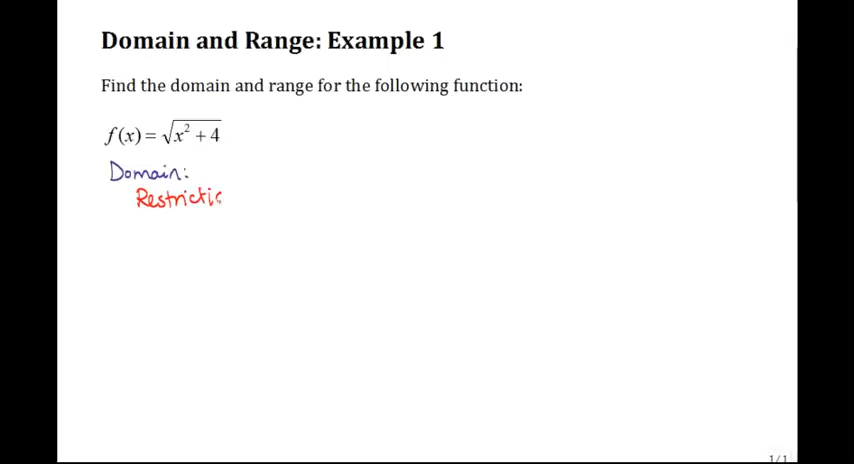 Domain and Range: Example 1
Find the domain and range for the following function:
f(x) = √(x² + 4)
Domain:
Restrictic
1/1